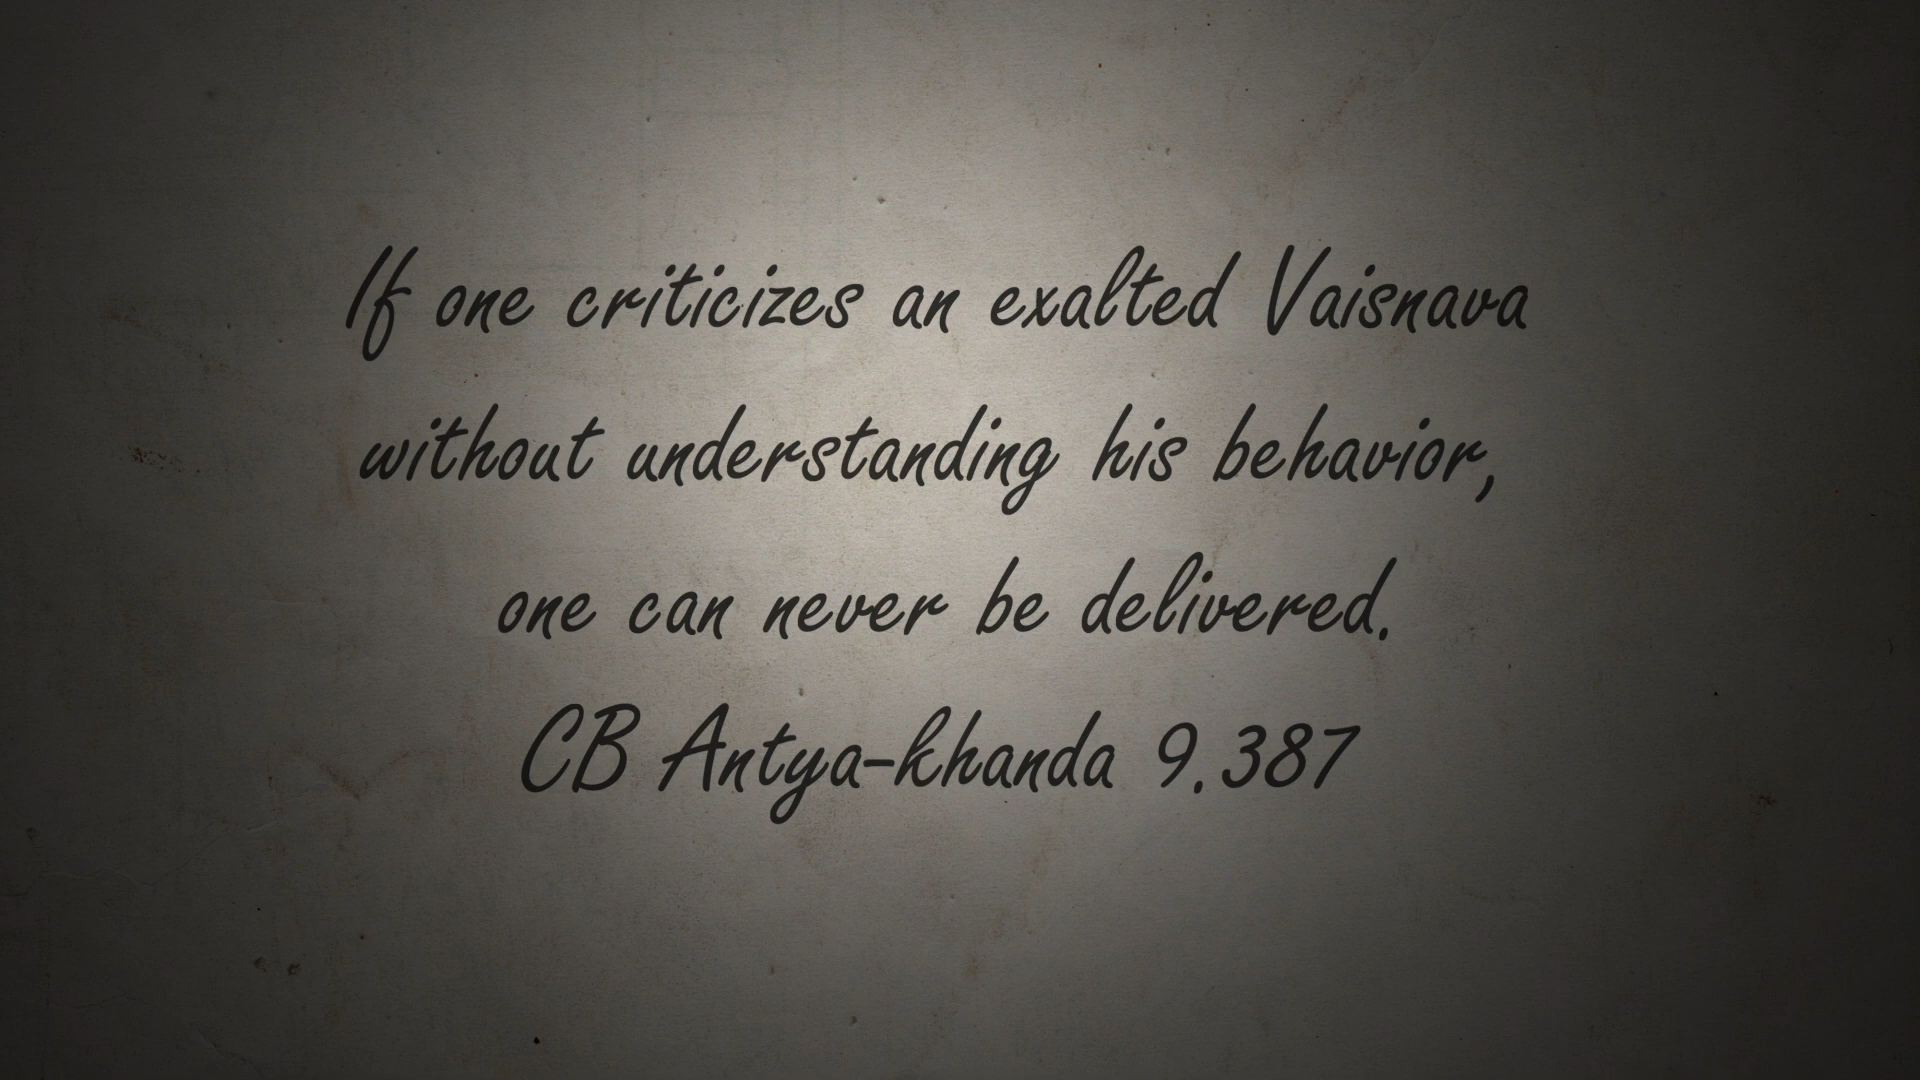 If one criticizes an exalted Vaisnava
without understanding his behavior,
one can never be delivered.
CB Antya-khanda 9.387